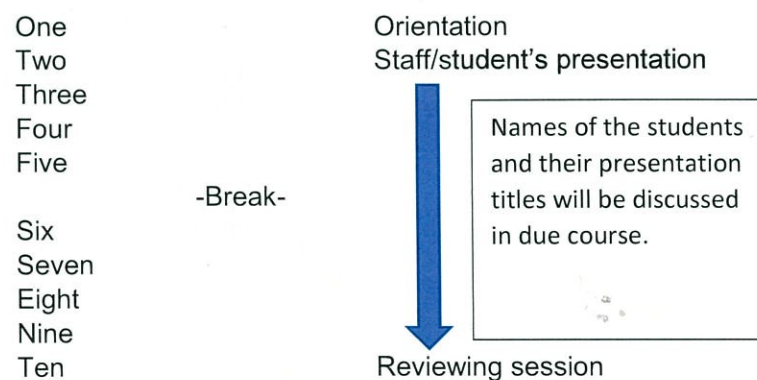 One Orientation
Two Staff/student's presentation
Three
Four
Five
-Break-
Six
Seven
Eight
Nine
Ten Reviewing session
Names of the students
and their presentation
titles will be discussed
in due course.